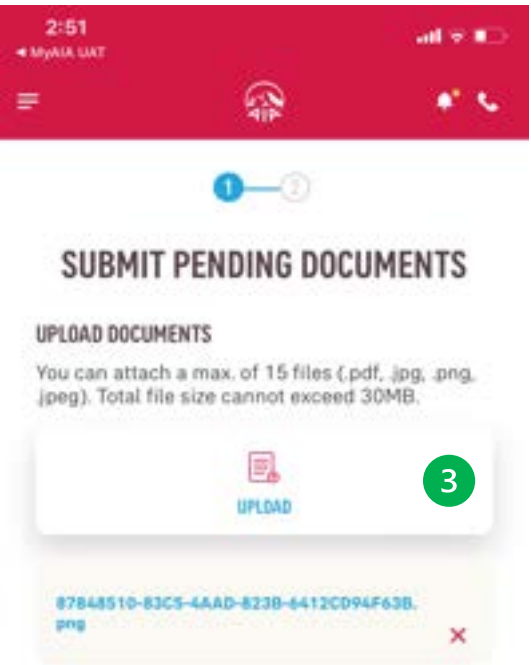 2:51
◂ MyAIA UAT
AIA
1 2
SUBMIT PENDING DOCUMENTS
UPLOAD DOCUMENTS
You can attach a max. of 15 files (.pdf, .jpg, .png,
.jpeg). Total file size cannot exceed 30MB.
3
UPLOAD
87848510-83C5-4AAD-823B-6412CD94F63B.
png